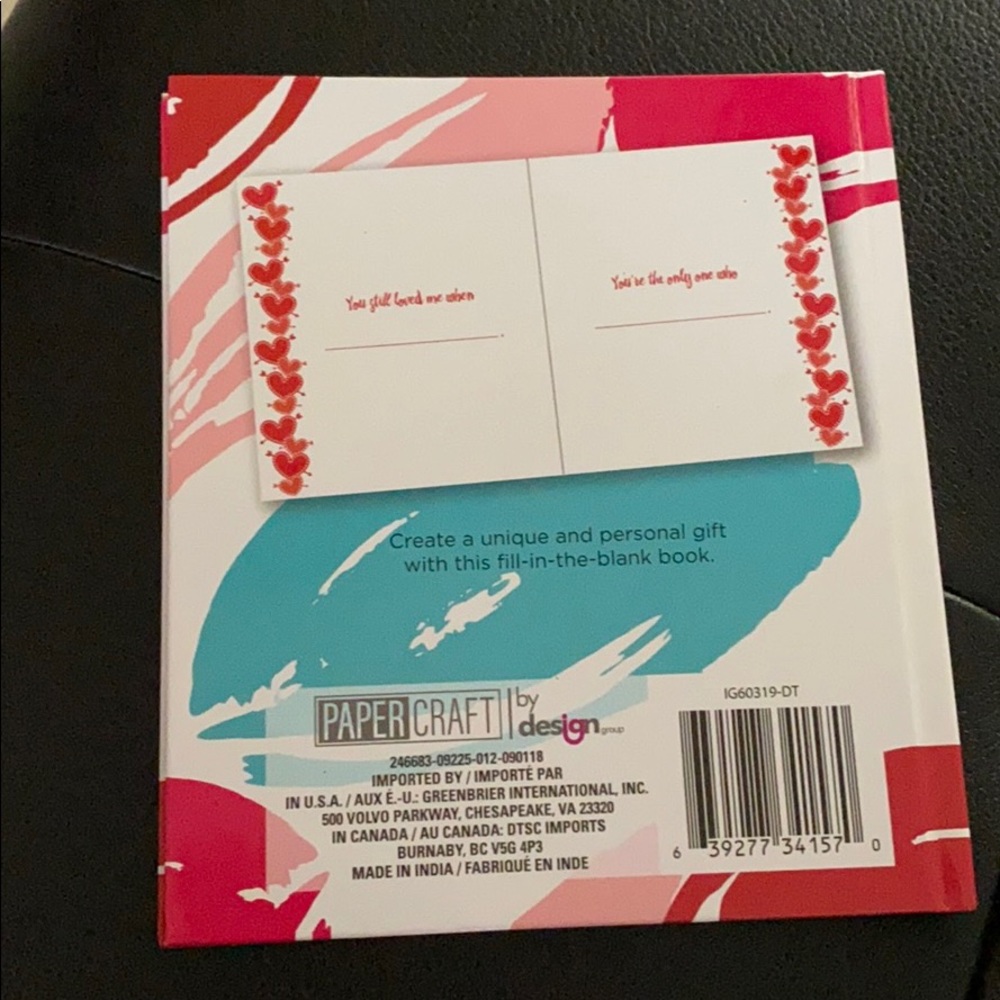 You still loved me when
.
You're the only one who
.
Create a unique and personal gift
with this fill-in-the-blank book.
PAPER CRAFT by design group
IG60319-DT
246683-09225-012-090118
IMPORTED BY / IMPORTÉ PAR
IN U.S.A. / AUX É.-U.: GREENBRIER INTERNATIONAL, INC.
500 VOLVO PARKWAY, CHESAPEAKE, VA 23320
IN CANADA / AU CANADA: DTSC IMPORTS
BURNABY, BC V5G 4P3
MADE IN INDIA / FABRIQUÉ EN INDE
6 39277 34157 0